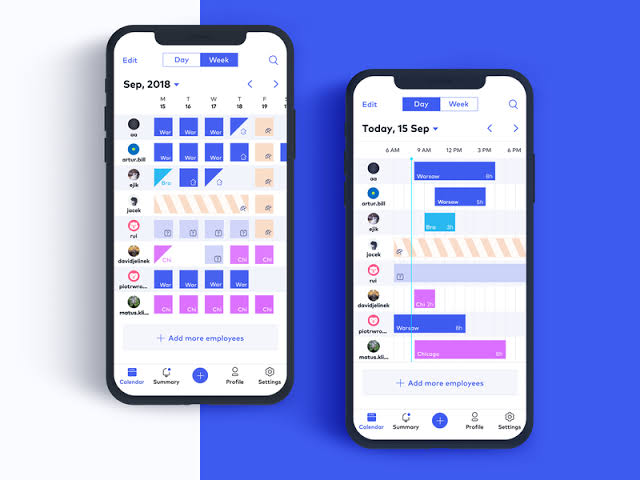 Edit Day Week
Sep, 2018
M T W T F S
15 16 17 18 19
aa Wor Wor Wor
artur.bill Wor Wor Wor
ejik Bro
jacek
rui
davidjelinek Chi Chi Chi
piotrwro... Wor Wor Wor Wor
matus.kli... Chi Chi Chi Chi Chi
+ Add more employees
Calendar Summary + Profile Settings
Edit Day Week
Today, 15 Sep
6 AM 9 AM 12 PM 3 PM 6 PM
aa Warsaw 8h
artur.bill Warsaw 5h
ejik Bro 3h
jacek
rui
davidjelinek Chi 2h
piotrwro... Warsaw 8h
matus.kli... Chicago 8h
+ Add more employees
Calendar Summary + Profile Settings